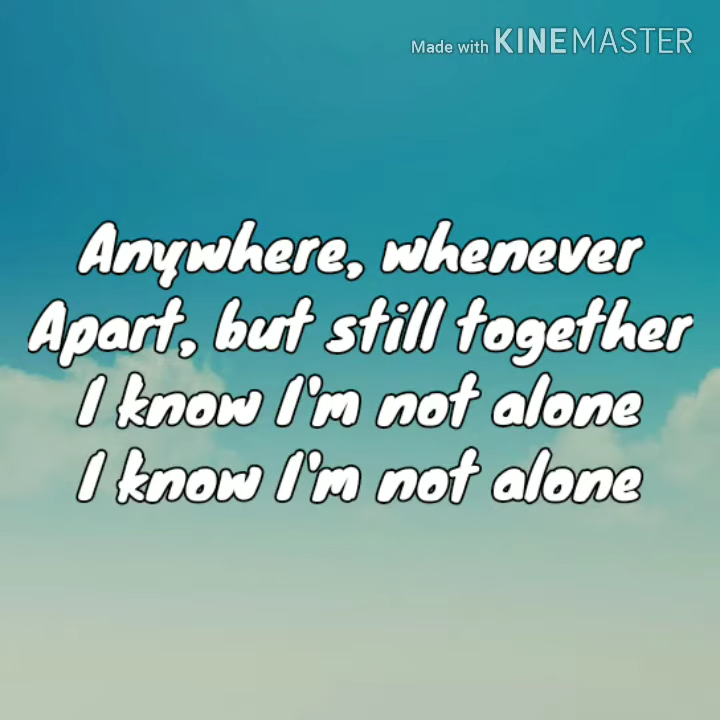 Made with KINEMASTER
Anywhere, whenever
Apart, but still together
I know I'm not alone
I know I'm not alone